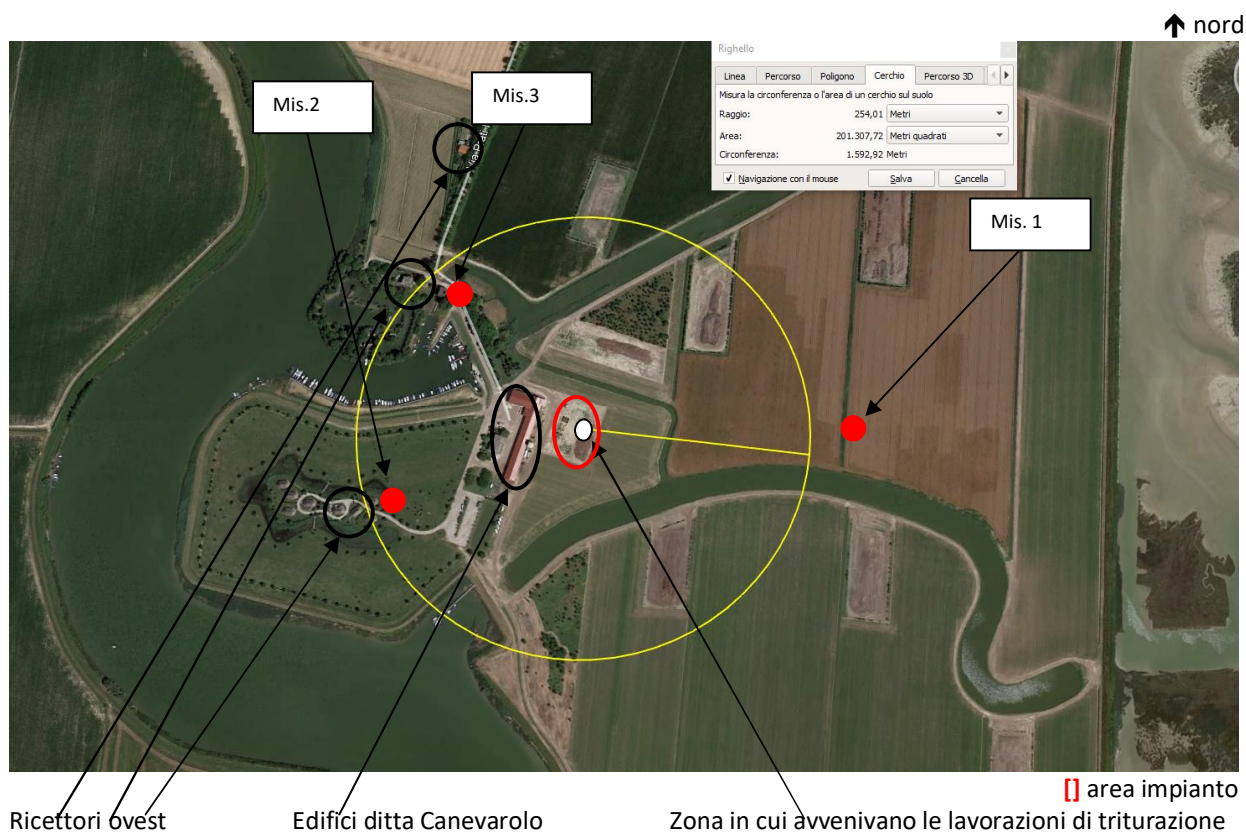 ↑ nord
Righello
Linea Percorso Poligono Cerchio Percorso 3D
Misura la circonferenza o l'area di un cerchio sul suolo
Raggio: 254,01 Metri
Area: 201.307,72 Metri quadrati
Circonferenza: 1.592,92 Metri
Navigazione con il mouse Salva Cancella
Mis.2
Mis.3
Mis. 1
[] area impianto
Ricettori ovest Edifici ditta Canevarolo Zona in cui avvenivano le lavorazioni di triturazione